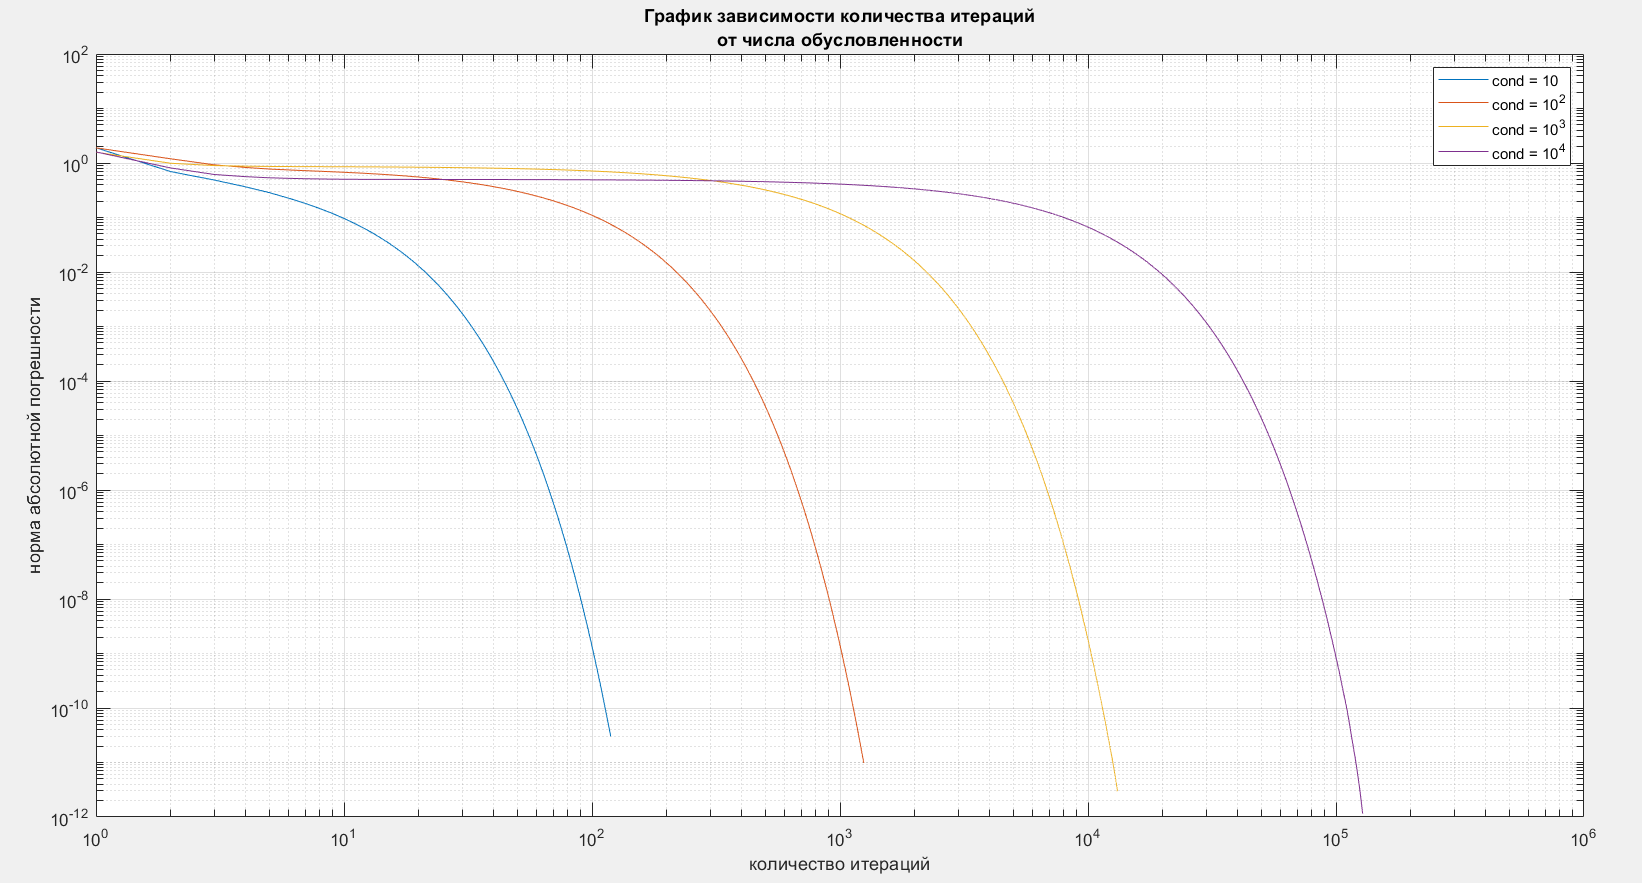 График зависимости количества итераций
от числа обусловленности
cond = 10
cond = 10^2
cond = 10^3
cond = 10^4
норма абсолютной погрешности
10^2
10^0
10^-2
10^-4
10^-6
10^-8
10^-10
10^-12
10^0 10^1 10^2 10^3 10^4 10^5 10^6
количество итераций